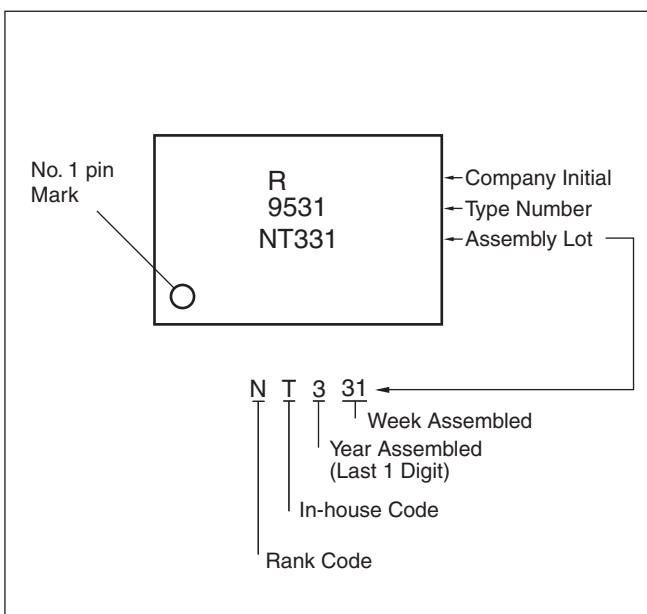 No. 1 pin
Mark
R
9531
NT331
Company Initial
Type Number
Assembly Lot
N T 3 31
Week Assembled
Year Assembled
(Last 1 Digit)
In-house Code
Rank Code